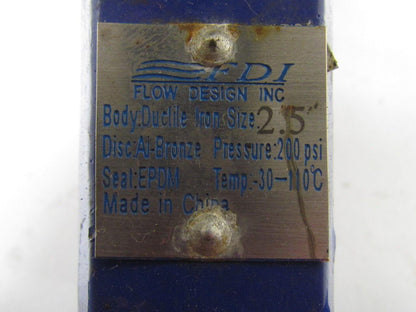 FDI
FLOW DESIGN INC
Body:Ductile Iron:Size:2.5"
Disc:Al-Bronze Pressure:200 psi
Seat:EPDM Temp:-30—110℃
Made in China